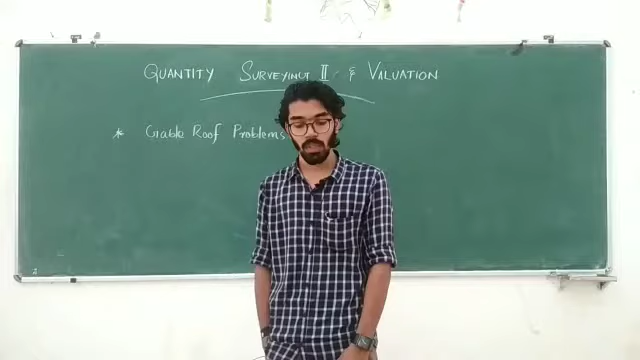 QUANTITY SURVEYING II & VALUATION
* Gable Roof Problems